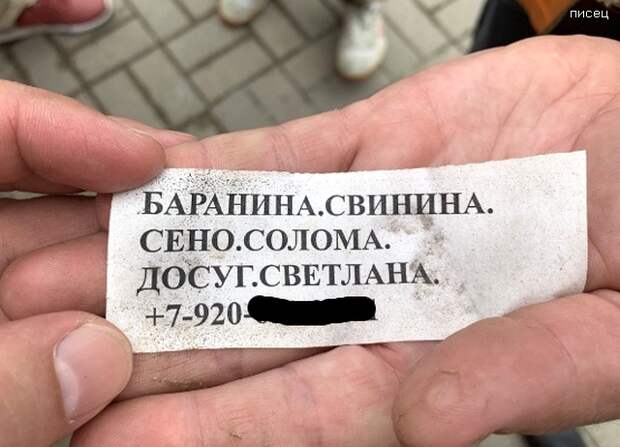 писец
БАРАНИНА.СВИНИНА.
СЕНО.СОЛОМА.
ДОСУГ.СВЕТЛАНА.
+7-920-